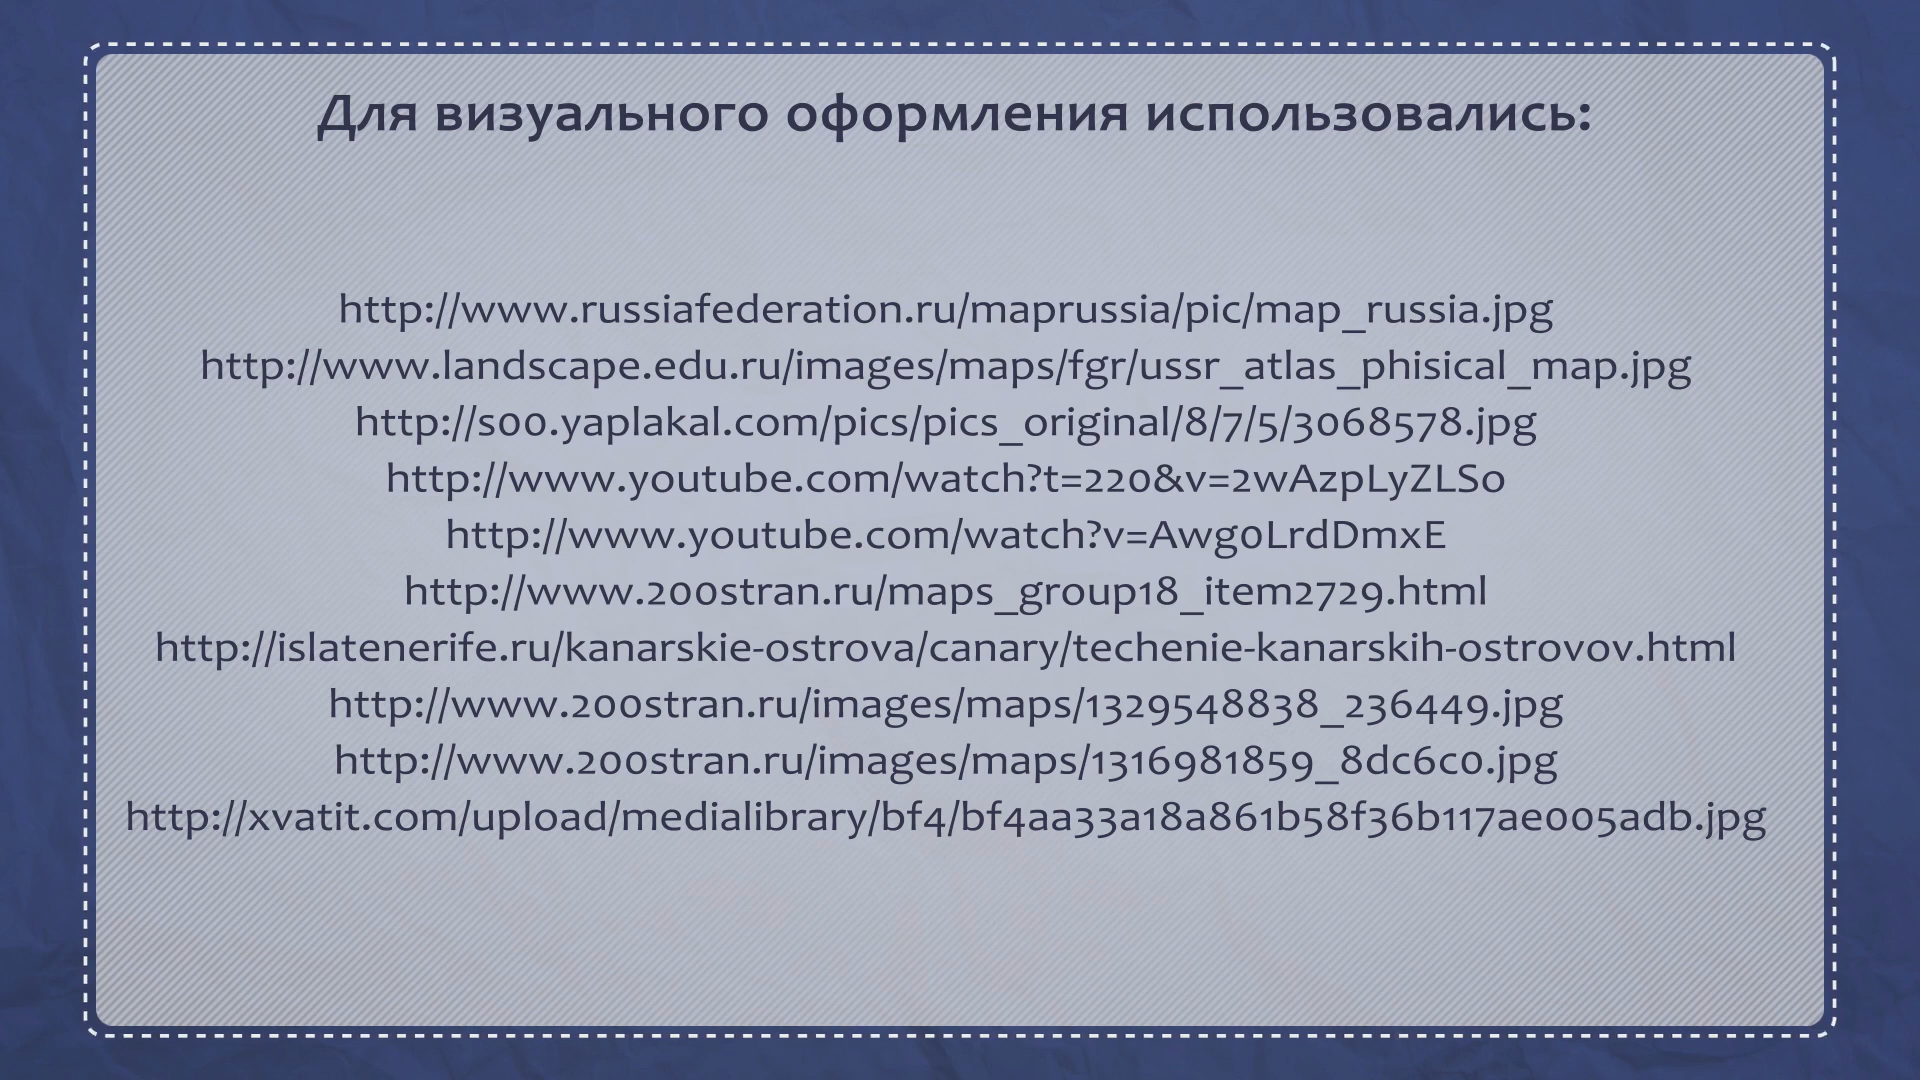 Для визуального оформления использовались:
http://www.russiafederation.ru/maprussia/pic/map_russia.jpg
http://www.landscape.edu.ru/images/maps/fgr/ussr_atlas_phisical_map.jpg
http://s00.yaplakal.com/pics/pics_original/8/7/5/3068578.jpg
http://www.youtube.com/watch?t=220&v=2wAzpLyZLSo
http://www.youtube.com/watch?v=Awg0LrdDmxE
http://www.200stran.ru/maps_group18_item2729.html
http://islatenerife.ru/kanarskie-ostrova/canary/techenie-kanarskih-ostrovov.html
http://www.200stran.ru/images/maps/1329548838_236449.jpg
http://www.200stran.ru/images/maps/1316981859_8dc6c0.jpg
http://xvatit.com/upload/medialibrary/bf4/bf4aa33a18a861b58f36b117ae005adb.jpg